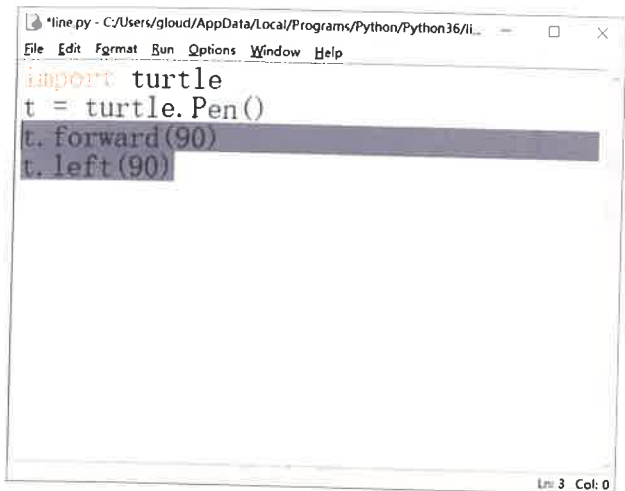 *line.py - C:/Users/gloud/AppData/Local/Programs/Python/Python36/li...
File Edit Format Run Options Window Help
import turtle
t = turtle.Pen()
t.forward(90)
t.left(90)
Ln: 3 Col: 0